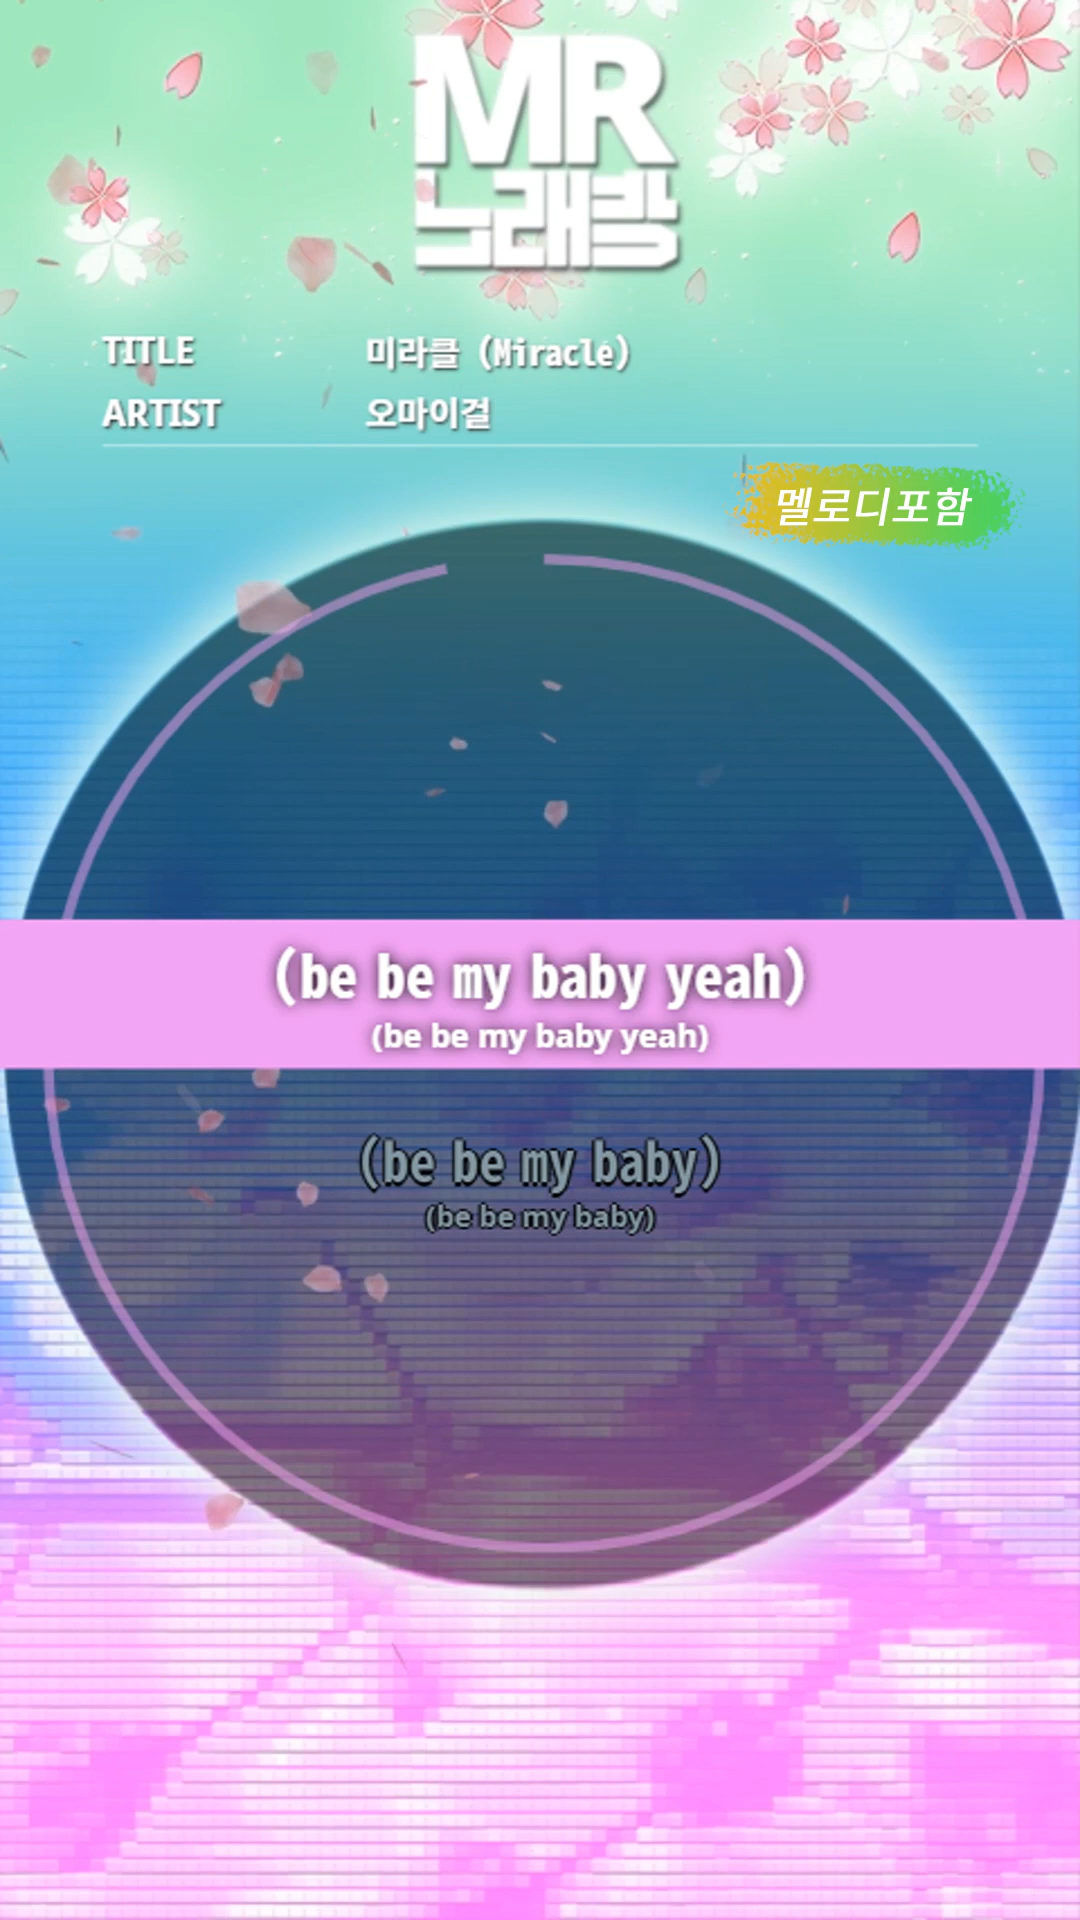 MR
노래방
TITLE 미라클 (Miracle)
ARTIST 오마이걸
멜로디포함
(be be my baby yeah)
(be be my baby yeah)
(be be my baby)
(be be my baby)